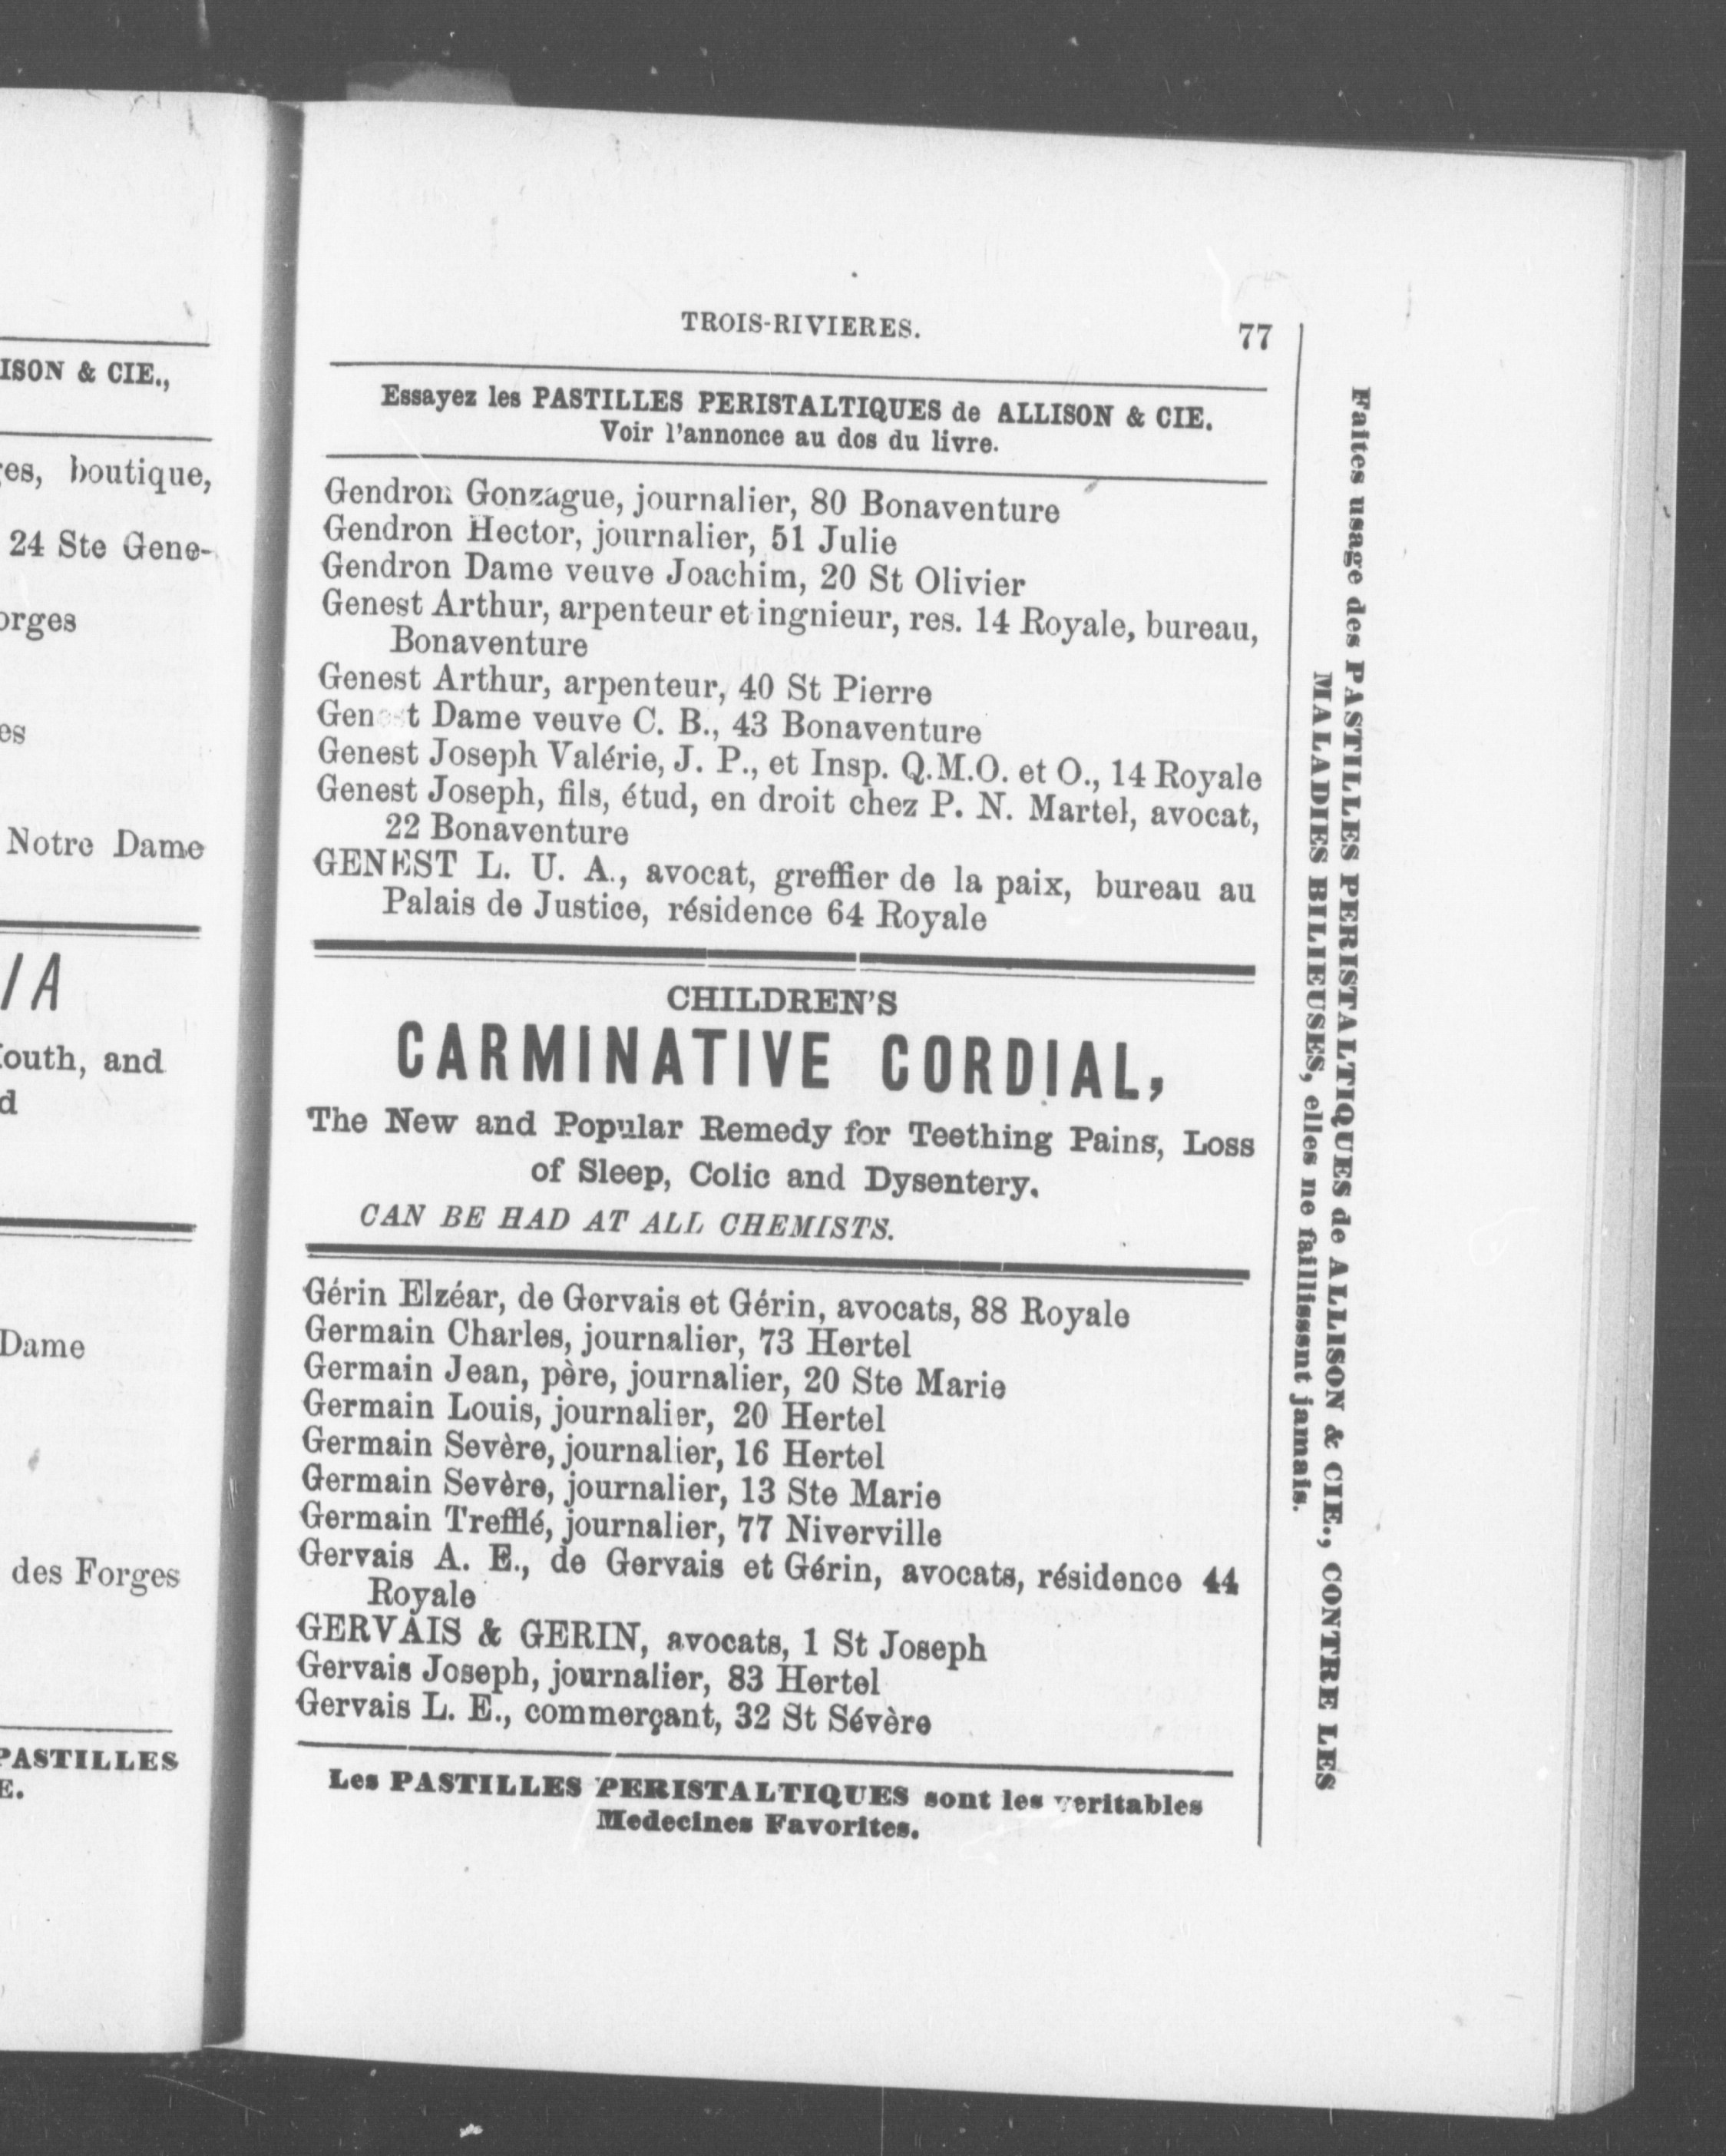 ISON & CIE.,
es, boutique,
24 Ste Gene-
orges
es
Notre Dame
IA
outh, and
d
Dame
des Forges
PASTILLES
E.
TROIS-RIVIERES.
77
Essayez les PASTILLES PERISTALTIQUES de ALLISON & CIE.
Voir l'annonce au dos du livre.
Gendron Gonzague, journalier, 80 Bonaventure
Gendron Hector, journalier, 51 Julie
Gendron Dame veuve Joachim, 20 St Olivier
Genest Arthur, arpenteur et ingnieur, res. 14 Royale, bureau,
Bonaventure
Genest Arthur, arpenteur, 40 St Pierre
Genest Dame veuve C. B., 43 Bonaventure
Genest Joseph Valérie, J. P., et Insp. Q.M.O. et O., 14 Royale
Genest Joseph, fils, étud, en droit chez P. N. Martel, avocat,
22 Bonaventure
GENEST L. U. A., avocat, greffier de la paix, bureau au
Palais de Justice, résidence 64 Royale
CHILDREN'S
CARMINATIVE CORDIAL,
The New and Popular Remedy for Teething Pains, Loss
of Sleep, Colic and Dysentery.
CAN BE HAD AT ALL CHEMISTS.
Gérin Elzéar, de Gervais et Gérin, avocats, 88 Royale
Germain Charles, journalier, 73 Hertel
Germain Jean, père, journalier, 20 Ste Marie
Germain Louis, journalier, 20 Hertel
Germain Sevère, journalier, 16 Hertel
Germain Sevère, journalier, 13 Ste Marie
Germain Trefflé, journalier, 77 Niverville
Gervais A. E., de Gervais et Gérin, avocats, résidence 44
Royale
GERVAIS & GERIN, avocats, 1 St Joseph
Gervais Joseph, journalier, 83 Hertel
Gervais L. E., commerçant, 32 St Sévère
Les PASTILLES PERISTALTIQUES sont les veritables
Medecines Favorites.
Faites usage des PASTILLES PERISTALTIQUES de ALLISON & CIE., CONTRE LES
MALADIES BILIEUSES, elles ne faillissent jamais.